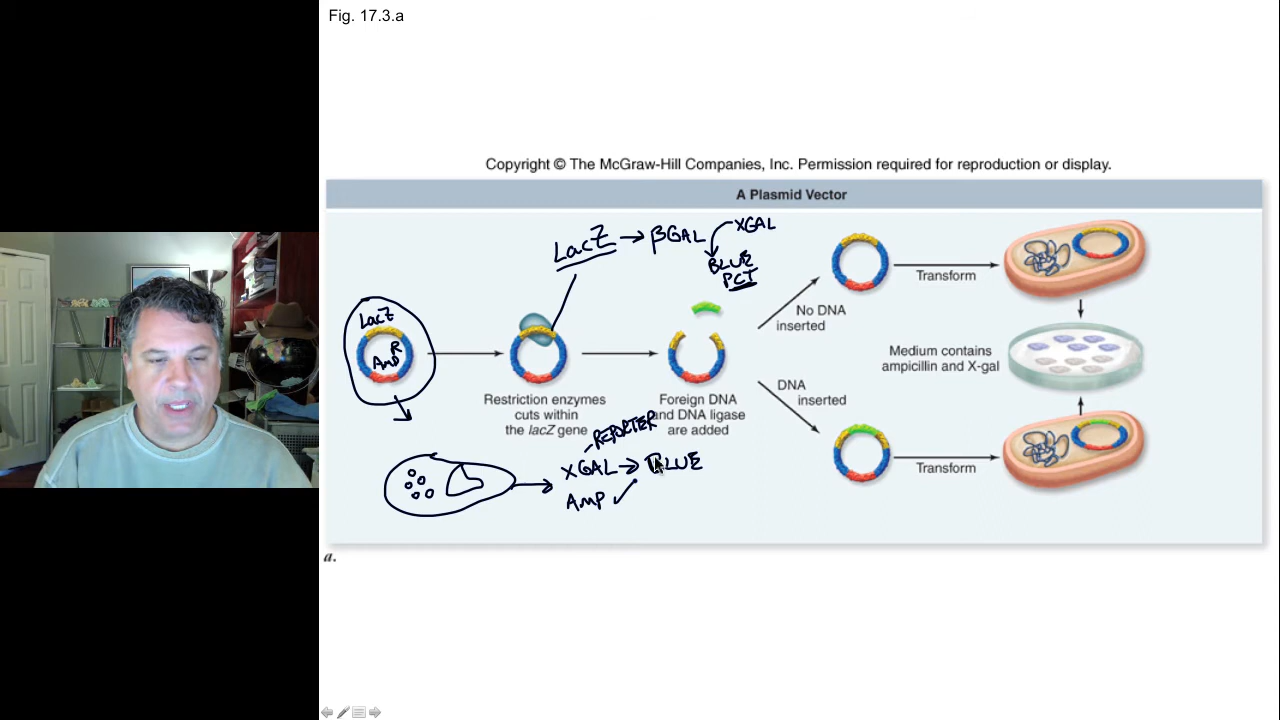 Fig. 17.3.a
Copyright © The McGraw-Hill Companies, Inc. Permission required for reproduction or display.
A Plasmid Vector
LacZ → βGAL
XGAL
BLUE
PCT
LacZ
AMP R
Restriction enzymes
cuts within
the lacZ gene
Foreign DNA
and DNA ligase
are added
No DNA
inserted
DNA
inserted
Transform
Medium contains
ampicillin and X-gal
Transform
REPORTER
XGAL → BLUE
AMP ✓
a.